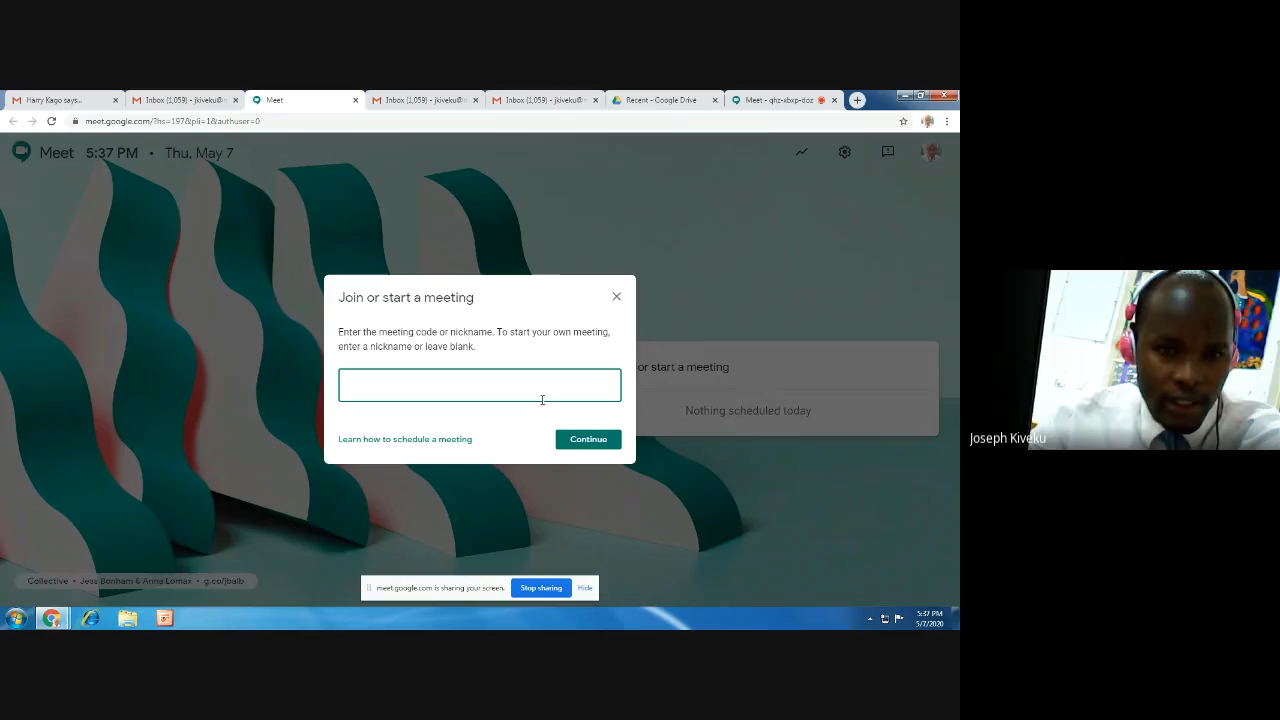 Harry Kago says...
Inbox (1,059) - jkiveku@
Meet
Inbox (1,059) - jkiveku@
Inbox (1,059) - jkiveku@
Recent - Google Drive
Meet - qhz-xbxp-doz
meet.google.com/?hs=197&pli=1&authuser=0
Meet 5:37 PM • Thu, May 7
Join or start a meeting
Enter the meeting code or nickname. To start your own meeting,
enter a nickname or leave blank.
or start a meeting
Nothing scheduled today
Learn how to schedule a meeting
Continue
Joseph Kiveku
Collective • Jess Bonham & Anna Lomax • g.co/jbalb
meet.google.com is sharing your screen.
Stop sharing
Hide
5:37 PM
5/7/2020